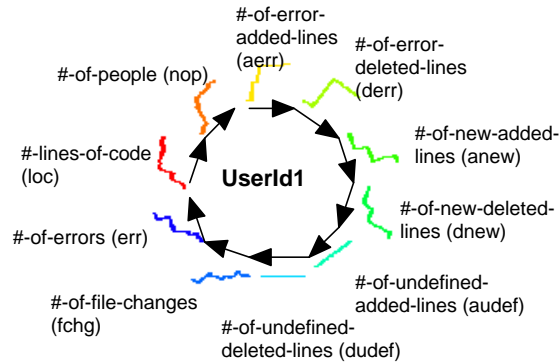 #-of-error-
added-lines
(aerr)
#-of-error-
deleted-lines
(derr)
#-of-people (nop)
#-of-new-added-
lines (anew)
#-lines-of-code
(loc)
UserId1
#-of-new-deleted-
lines (dnew)
#-of-errors (err)
#-of-undefined-
added-lines (audef)
#-of-file-changes
(fchg)
#-of-undefined-
deleted-lines (dudef)